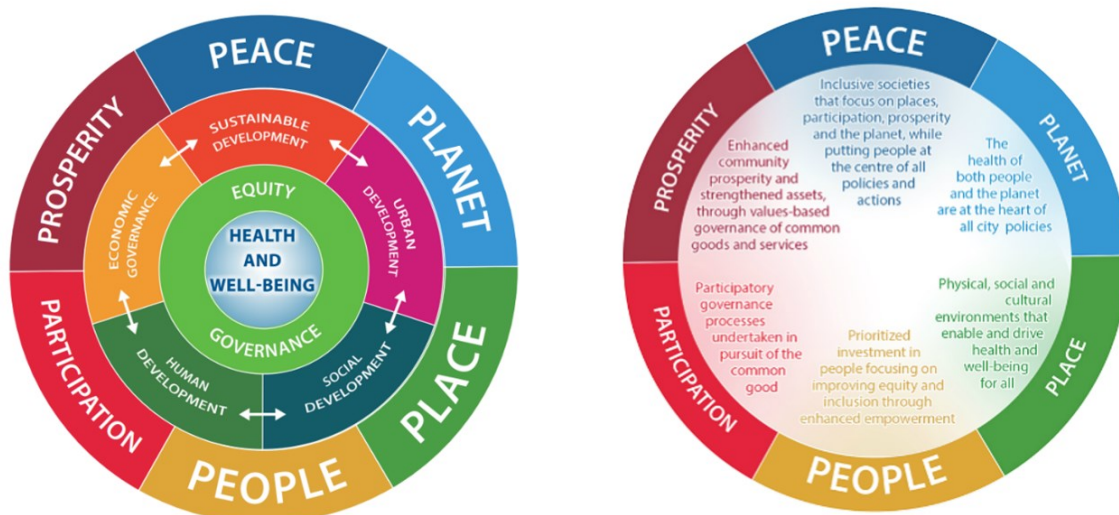 PEACE
PLANET
PLACE
PEOPLE
PARTICIPATION
PROSPERITY
SUSTAINABLE
DEVELOPMENT
URBAN
DEVELOPMENT
SOCIAL
DEVELOPMENT
HUMAN
DEVELOPMENT
ECONOMIC
GOVERNANCE
EQUITY
HEALTH
AND
WELL-BEING
GOVERNANCE
PEACE
Inclusive societies
that focus on places,
participation, prosperity
and the planet, while
putting people at
the centre of all
policies and
actions
PLANET
The
health of
both people
and the planet
are at the heart of
all city policies
PLACE
Physical, social and
cultural
environments that
enable and drive
health and
well-being
for all
PEOPLE
Prioritized
investment in
people focusing on
improving equity and
inclusion through
enhanced empowerment
PARTICIPATION
Participatory
governance
processes
undertaken in
pursuit of the
common
good
PROSPERITY
Enhanced
community
prosperity and
strengthened assets,
through values-based
governance of common
goods and services